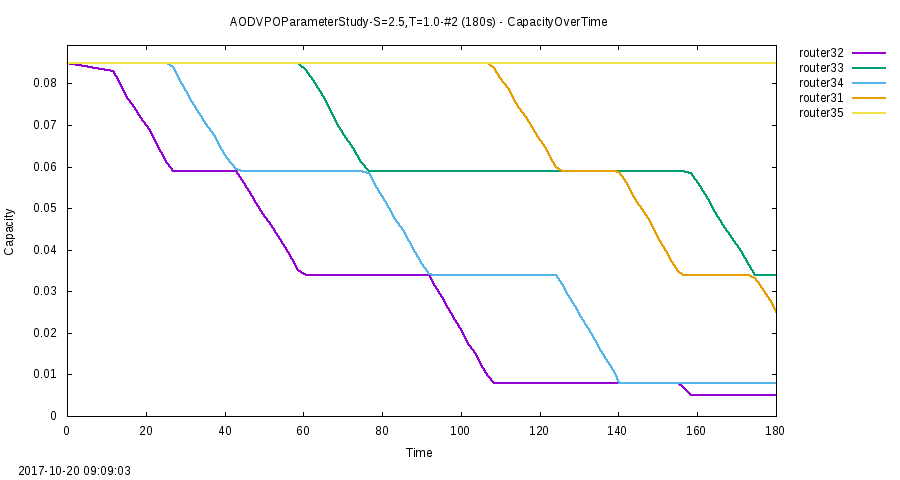 AODVPOParameterStudy-S=2.5,T=1.0-#2 (180s) - CapacityOverTime
router32
router33
router34
router31
router35
0.08
0.07
0.06
0.05
0.04
0.03
0.02
0.01
0
Capacity
0 20 40 60 80 100 120 140 160 180
Time
2017-10-20 09:09:03